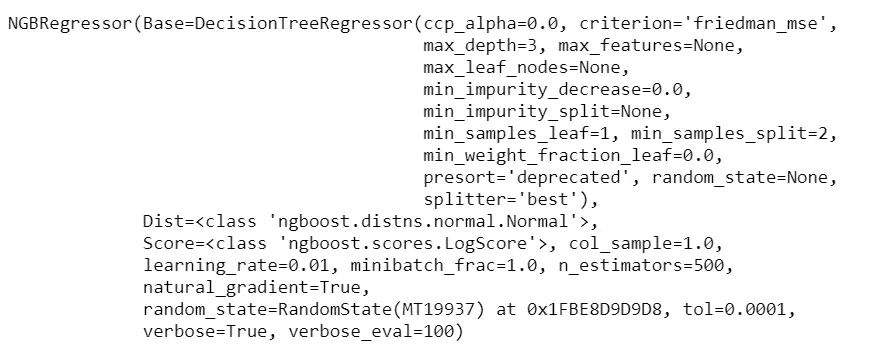 NGBRegressor(Base=DecisionTreeRegressor(ccp_alpha=0.0, criterion='friedman_mse',
max_depth=3, max_features=None,
max_leaf_nodes=None,
min_impurity_decrease=0.0,
min_impurity_split=None,
min_samples_leaf=1, min_samples_split=2,
min_weight_fraction_leaf=0.0,
presort='deprecated', random_state=None,
splitter='best'),
Dist=<class 'ngboost.distns.normal.Normal'>,
Score=<class 'ngboost.scores.LogScore'>, col_sample=1.0,
learning_rate=0.01, minibatch_frac=1.0, n_estimators=500,
natural_gradient=True,
random_state=RandomState(MT19937) at 0x1FBE8D9D9D8, tol=0.0001,
verbose=True, verbose_eval=100)